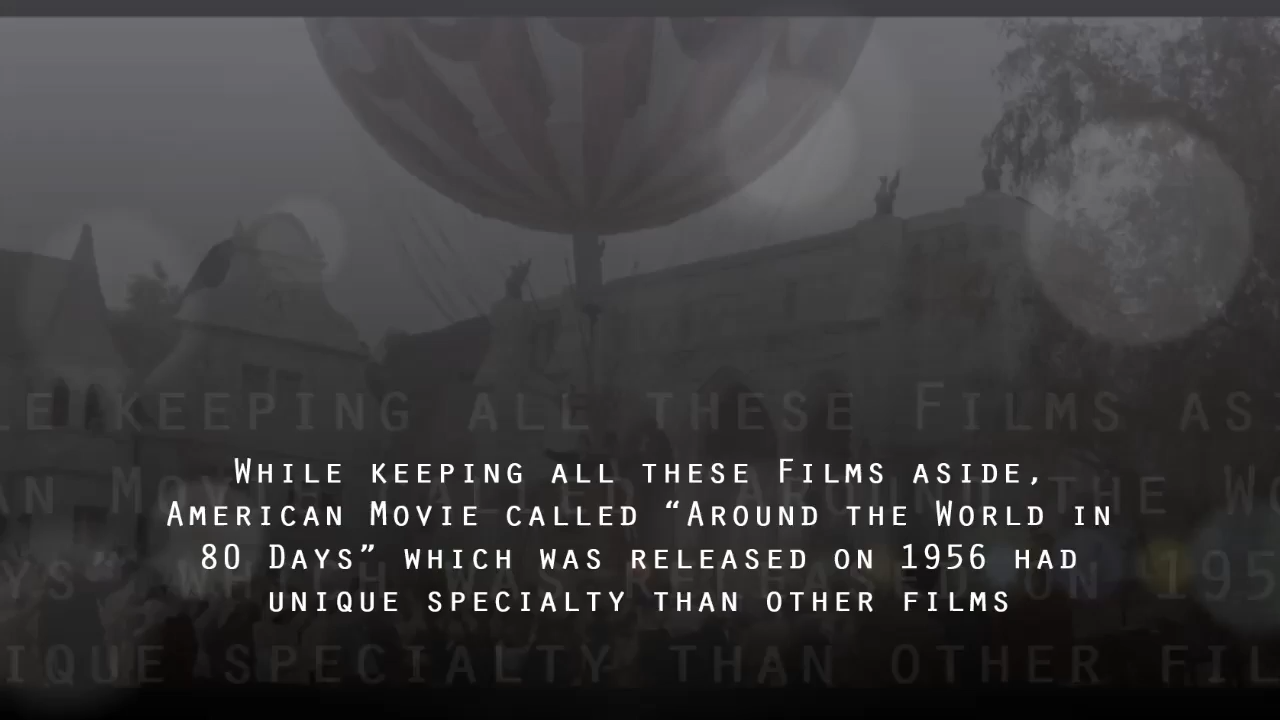 While keeping all these Films aside,
American Movie called “Around the World in
80 Days” which was released on 1956 had
unique specialty than other films